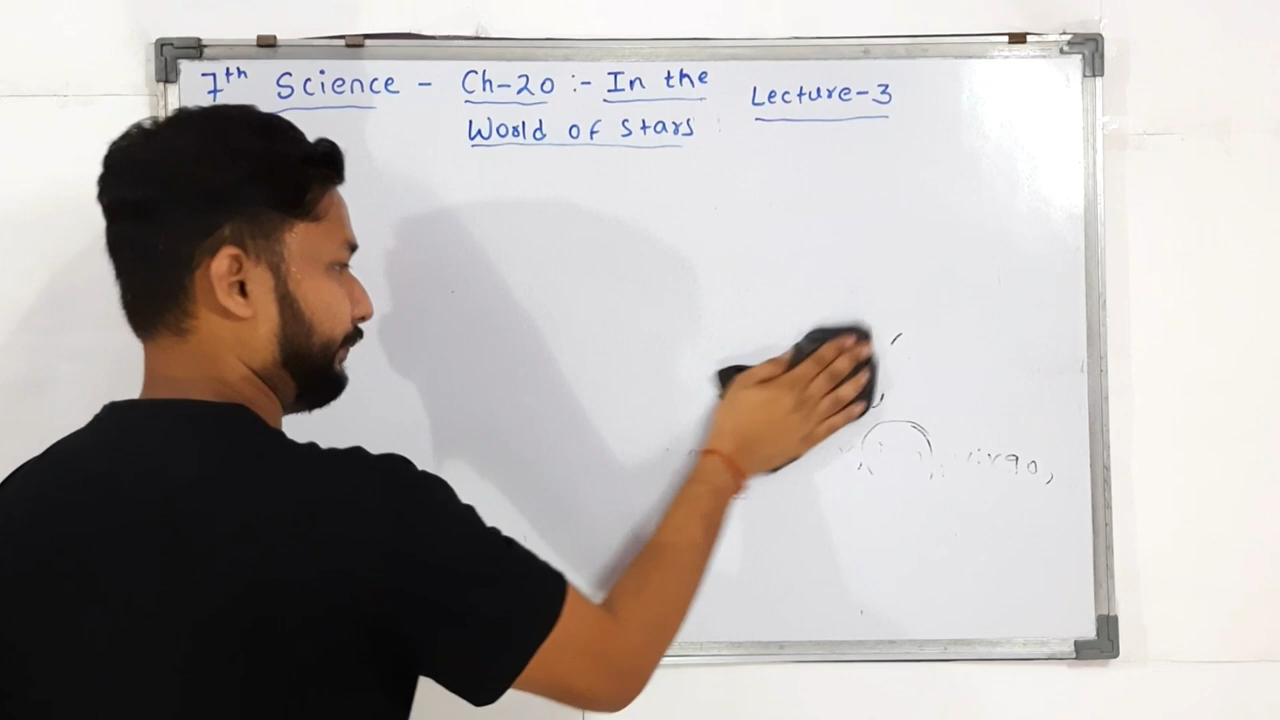 7th Science - Ch-20 :- In the
World of Stars
Lecture-3